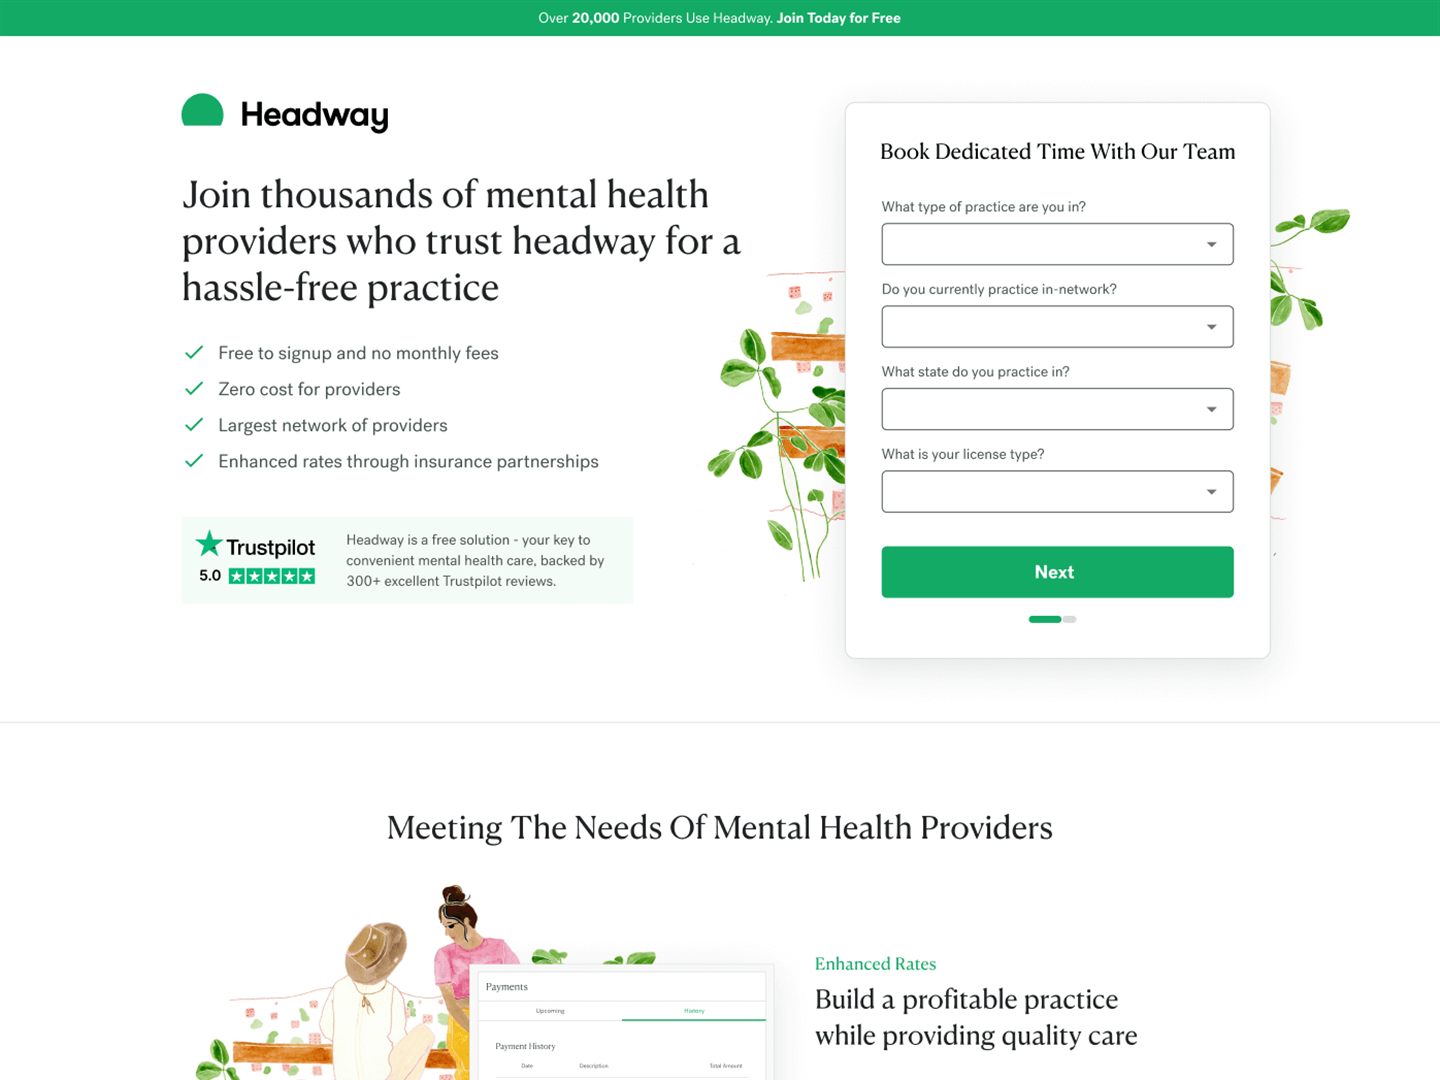 Over 20,000 Providers Use Headway. Join Today for Free
Headway
Join thousands of mental health
providers who trust headway for a
hassle-free practice
Free to signup and no monthly fees
Zero cost for providers
Largest network of providers
Enhanced rates through insurance partnerships
Trustpilot
5.0
Headway is a free solution - your key to
convenient mental health care, backed by
300+ excellent Trustpilot reviews.
Book Dedicated Time With Our Team
What type of practice are you in?
Do you currently practice in-network?
What state do you practice in?
What is your license type?
Next
Meeting The Needs Of Mental Health Providers
Payments
Upcoming History
Payment History
Date Description Total Amount
Enhanced Rates
Build a profitable practice
while providing quality care